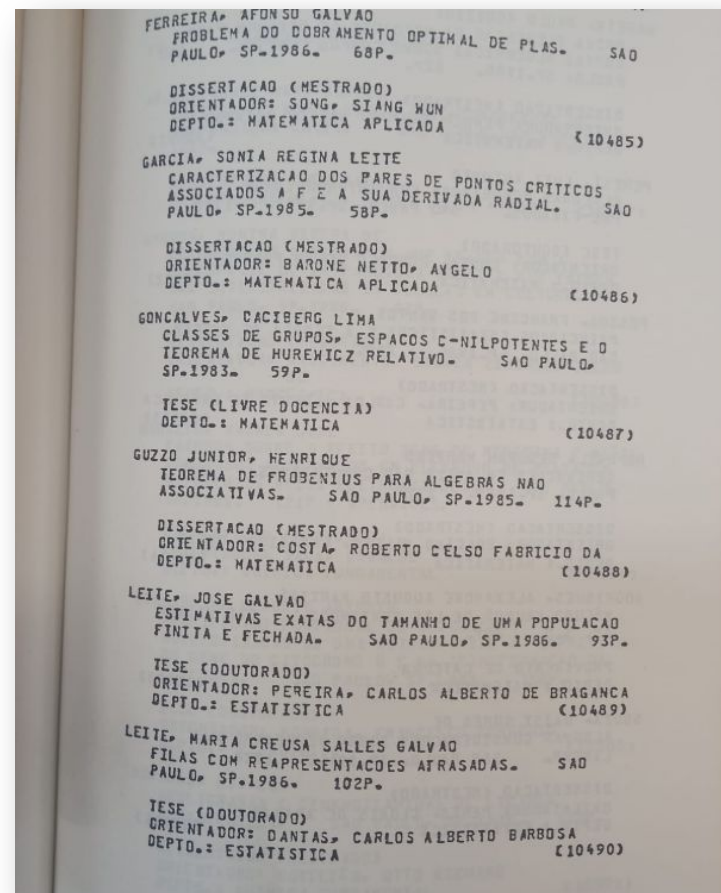 FERREIRA, AFONSO GALVAO
PROBLEMA DO DOBRAMENTO OPTIMAL DE PLAS. SAO
PAULO, SP.1986. 68P.
DISSERTACAO (MESTRADO)
ORIENTADOR: SONG, SIANG WUN
DEPTO.: MATEMATICA APLICADA (10485)
GARCIA, SONIA REGINA LEITE
CARACTERIZACAO DOS PARES DE PONTOS CRITICOS
ASSOCIADOS A F E A SUA DERIVADA RADIAL. SAO
PAULO, SP.1985. 58P.
DISSERTACAO (MESTRADO)
ORIENTADOR: BARONE NETTO, AYGELO
DEPTO.: MATEMATICA APLICADA (10486)
GONCALVES, DACIBERG LIMA
CLASSES DE GRUPOS, ESPACOS C-NILPOTENTES E O
TEOREMA DE HUREWICZ RELATIVO. SAO PAULO,
SP.1983. 59P.
TESE (LIVRE DOCENCIA)
DEPTO.: MATEMATICA (10487)
GUZZO JUNIOR, HENRIQUE
TEOREMA DE FROBENIUS PARA ALGEBRAS NAO
ASSOCIATIVAS. SAO PAULO, SP.1985. 114P.
DISSERTACAO (MESTRADO)
ORIENTADOR: COSTA, ROBERTO CELSO FABRICIO DA
DEPTO.: MATEMATICA (10488)
LEITE, JOSE GALVAO
ESTIMATIVAS EXATAS DO TAMANHO DE UMA POPULACAO
FINITA E FECHADA. SAO PAULO, SP.1986. 93P.
TESE (DOUTORADO)
ORIENTADOR: PEREIRA, CARLOS ALBERTO DE BRAGANCA
DEPTO.: ESTATISTICA (10489)
LEITE, MARIA CREUSA SALLES GALVAO
FILAS COM REAPRESENTACOES ATRASADAS. SAO
PAULO, SP.1986. 102P.
TESE (DOUTORADO)
ORIENTADOR: DANTAS, CARLOS ALBERTO BARBOSA
DEPTO.: ESTATISTICA (10490)